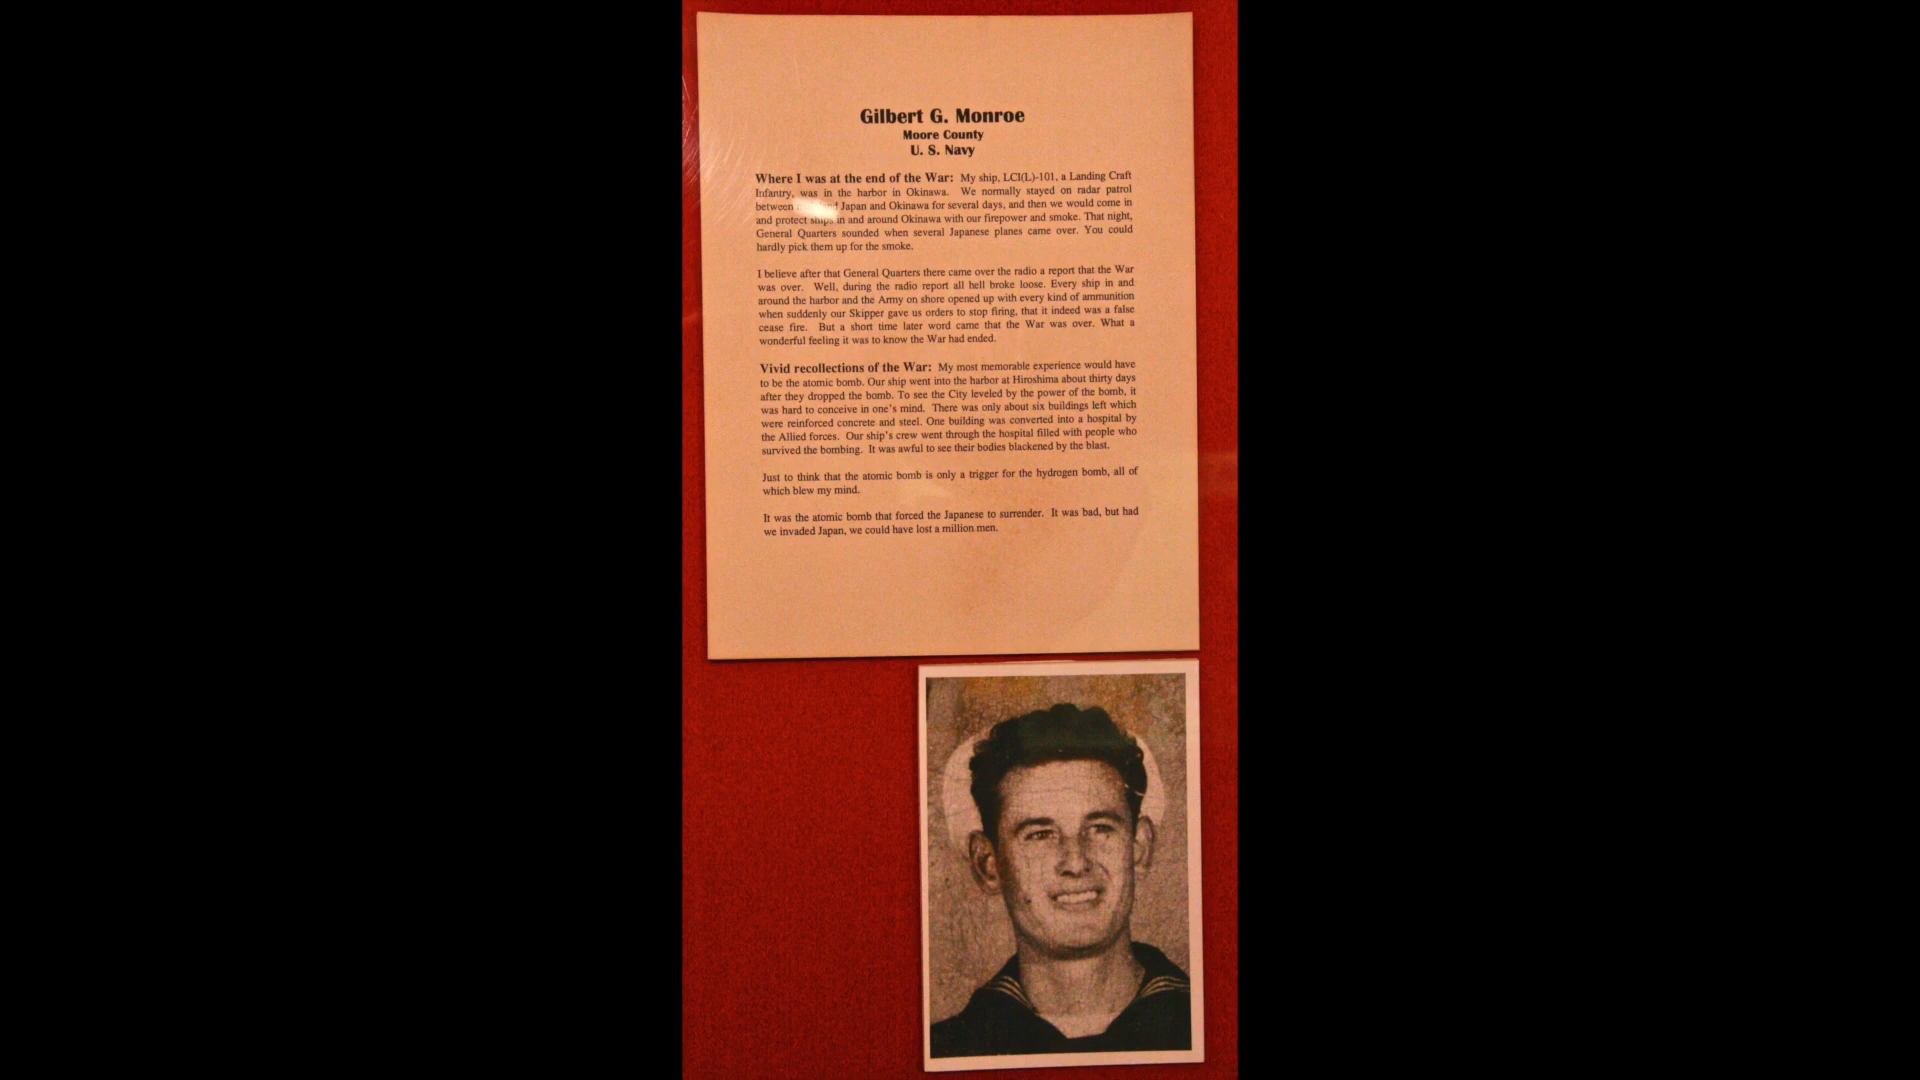 Gilbert G. Monroe
Moore County
U. S. Navy
Where I was at the end of the War: My ship, LCI(L)-101, a Landing Craft
Infantry, was in the harbor in Okinawa. We normally stayed on radar patrol
between Japan and Okinawa for several days, and then we would come in
and protect ships in and around Okinawa with our firepower and smoke. That night,
General Quarters sounded when several Japanese planes came over. You could
hardly pick them up for the smoke.
I believe after that General Quarters there came over the radio a report that the War
was over. Well, during the radio report all hell broke loose. Every ship in and
around the harbor and the Army on shore opened up with every kind of ammunition
when suddenly our Skipper gave us orders to stop firing, that it indeed was a false
cease fire. But a short time later word came that the War was over. What a
wonderful feeling it was to know the War had ended.
Vivid recollections of the War: My most memorable experience would have
to be the atomic bomb. Our ship went into the harbor at Hiroshima about thirty days
after they dropped the bomb. To see the City leveled by the power of the bomb, it
was hard to conceive in one's mind. There was only about six buildings left which
were reinforced concrete and steel. One building was converted into a hospital by
the Allied forces. Our ship's crew went through the hospital filled with people who
survived the bombing. It was awful to see their bodies blackened by the blast.
Just to think that the atomic bomb is only a trigger for the hydrogen bomb, all of
which blew my mind.
It was the atomic bomb that forced the Japanese to surrender. It was bad, but had
we invaded Japan, we could have lost a million men.